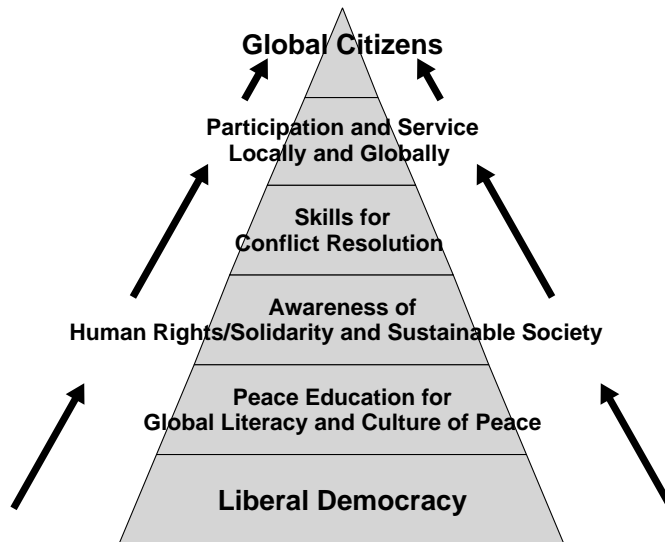 Global Citizens
Participation and Service
Locally and Globally
Skills for
Conflict Resolution
Awareness of
Human Rights/Solidarity and Sustainable Society
Peace Education for
Global Literacy and Culture of Peace
Liberal Democracy